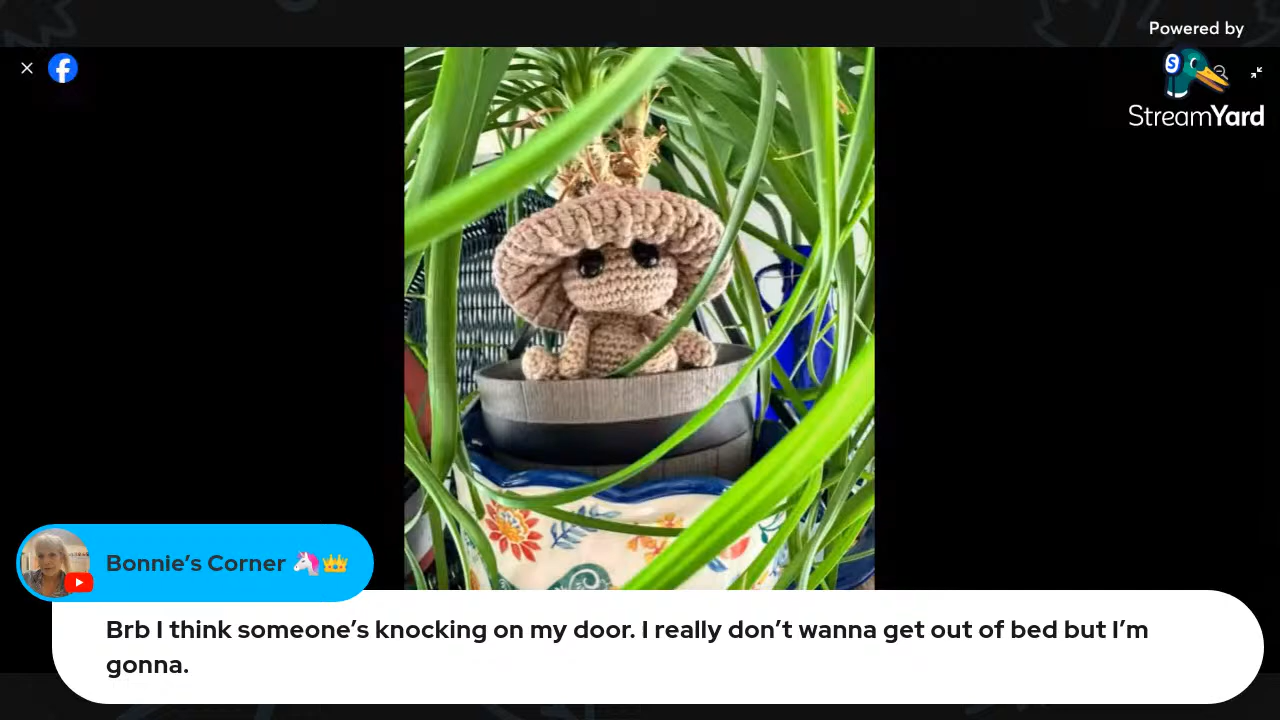 Powered by
StreamYard
Bonnie’s Corner 🦄👑
Brb I think someone’s knocking on my door. I really don’t wanna get out of bed but I’m
gonna.